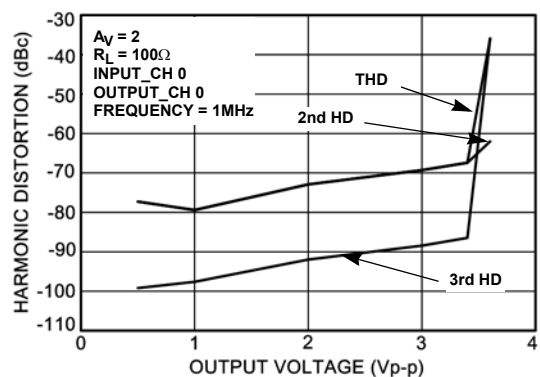 -30
-40
-50
-60
-70
-80
-90
-100
-110
HARMONIC DISTORTION (dBc)
AV = 2
RL = 100Ω
INPUT_CH 0
OUTPUT_CH 0
FREQUENCY = 1MHz
THD
2nd HD
3rd HD
0 1 2 3 4
OUTPUT VOLTAGE (Vp-p)